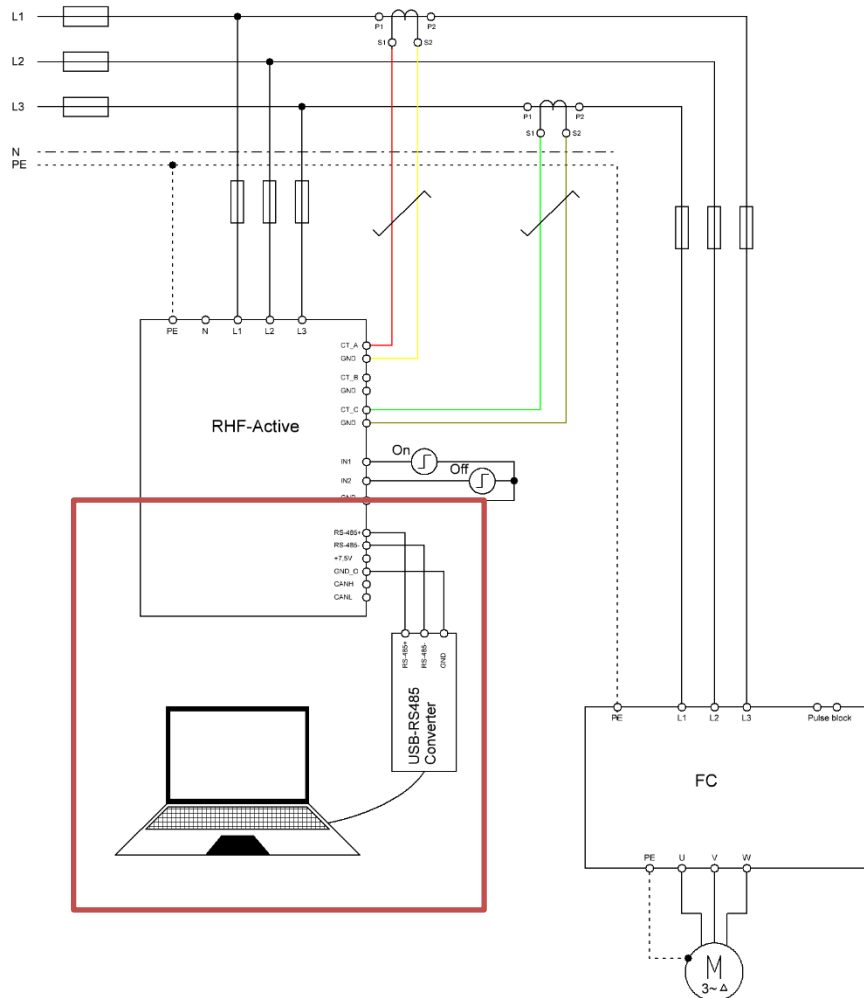 L1
P1 P2
S1 S2
L2
L3
P1 P2
S1 S2
N
PE
PE N L1 L2 L3
CT_A
GND
CT_B
GND
CT_C
GND
RHF-Active
IN1
On
IN2
Off
GND
RS-485+
RS-485-
+7,5V
GND_O
CANH
CANL
RS-485+
RS-485-
GND
USB-RS485
Converter
PE L1 L2 L3 Pulse block
FC
PE U V W
M
3~ Δ